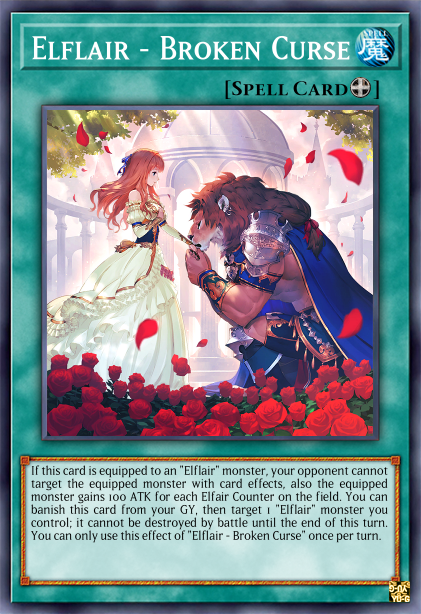 Elflair - Broken Curse
SPELL
魔
[Spell Card]
If this card is equipped to an "Elflair" monster, your opponent cannot
target the equipped monster with card effects, also the equipped
monster gains 100 ATK for each Elfair Counter on the field. You can
banish this card from your GY, then target 1 "Elflair" monster you
control; it cannot be destroyed by battle until the end of this turn.
You can only use this effect of "Elflair - Broken Curse" once per turn.